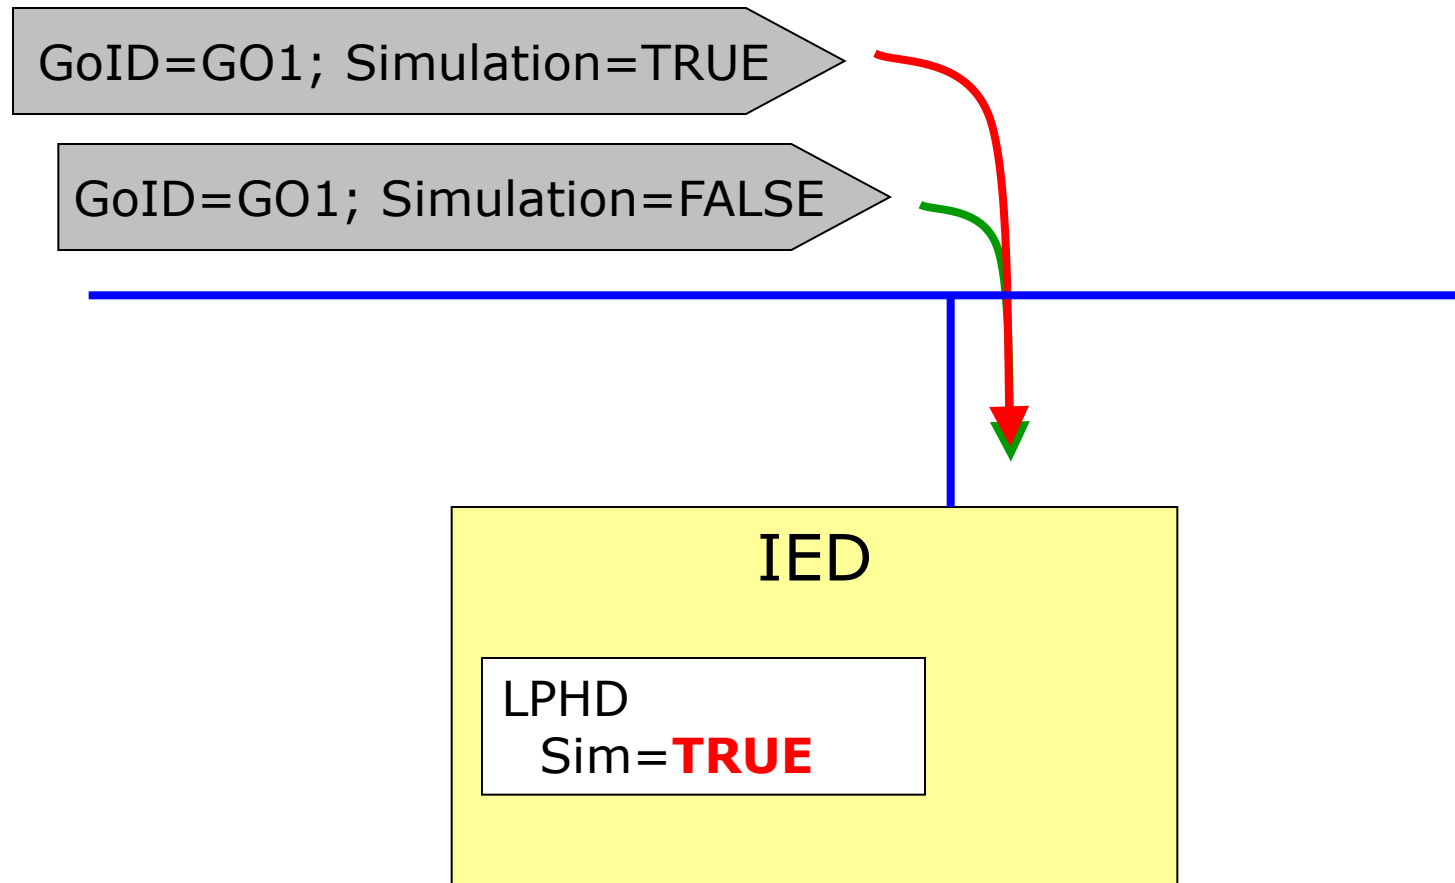 GoID=GO1; Simulation=TRUE
GoID=GO1; Simulation=FALSE
IED
LPHD
Sim=TRUE